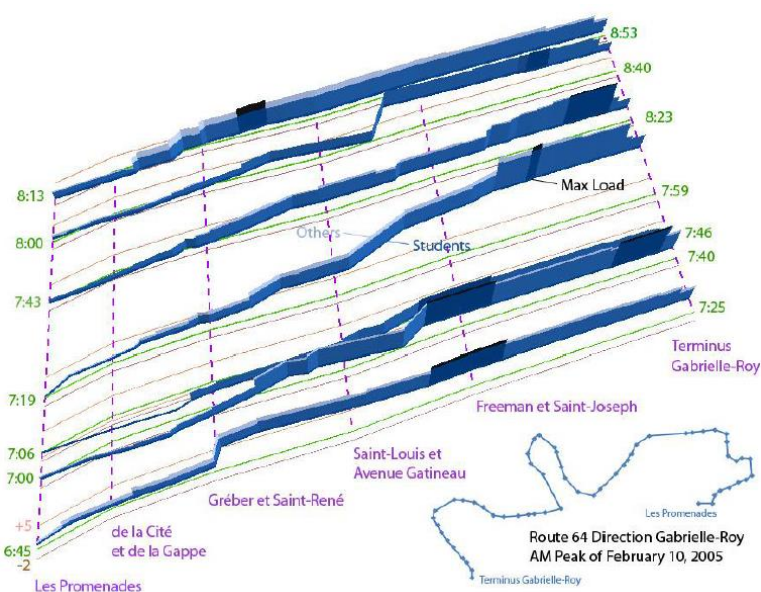 8:53
8:40
8:23
7:59
7:46
7:40
7:25
8:13
8:00
7:43
7:19
7:06
7:00
+5
6:45
-2
Max Load
Others
Students
Terminus
Gabrielle-Roy
Freeman et Saint-Joseph
Saint-Louis et
Avenue Gatineau
Gréber et Saint-René
de la Cité
et de la Gappe
Les Promenades
Les Promenades
Route 64 Direction Gabrielle-Roy
AM Peak of February 10, 2005
Terminus Gabrielle-Roy